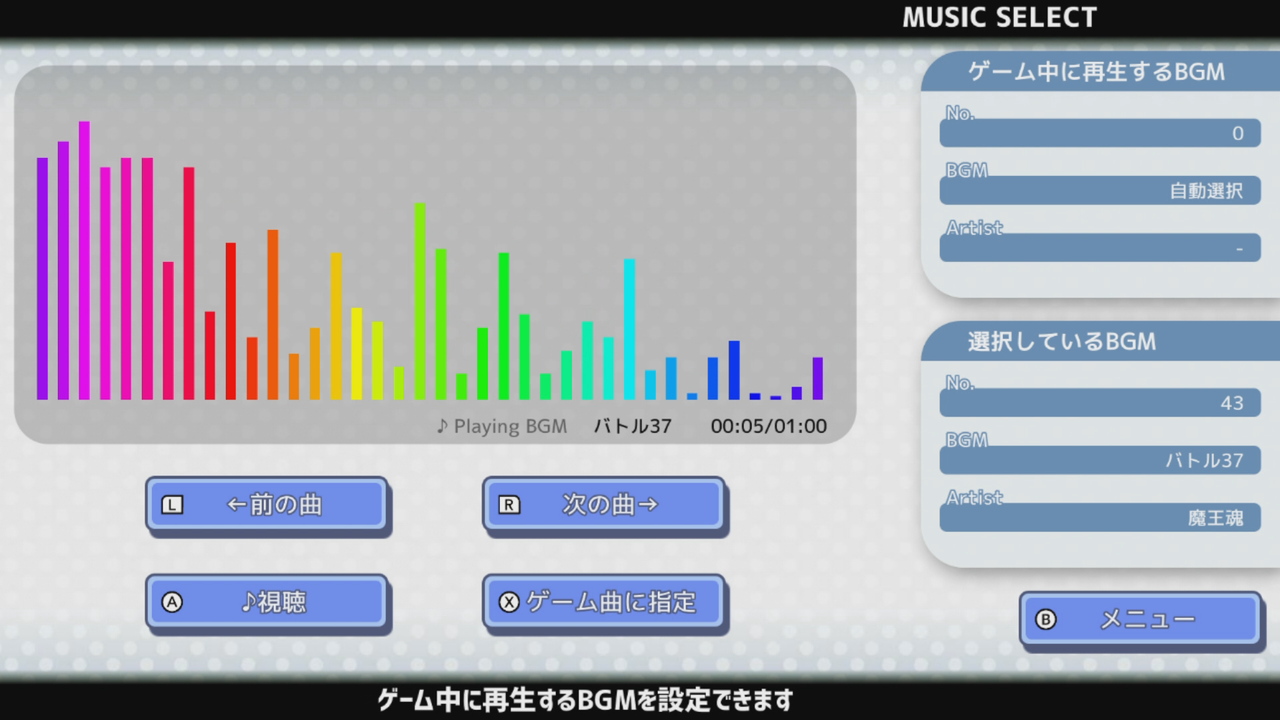 MUSIC SELECT
ゲーム中に再生するBGM
No.
0
BGM
自動選択
Artist
-
選択しているBGM
No.
43
BGM
バトル37
Artist
魔王魂
♪ Playing BGM バトル37 00:05/01:00
L ←前の曲
R 次の曲→
A ♪視聴
X ゲーム曲に指定
B メニュー
ゲーム中に再生するBGMを設定できます